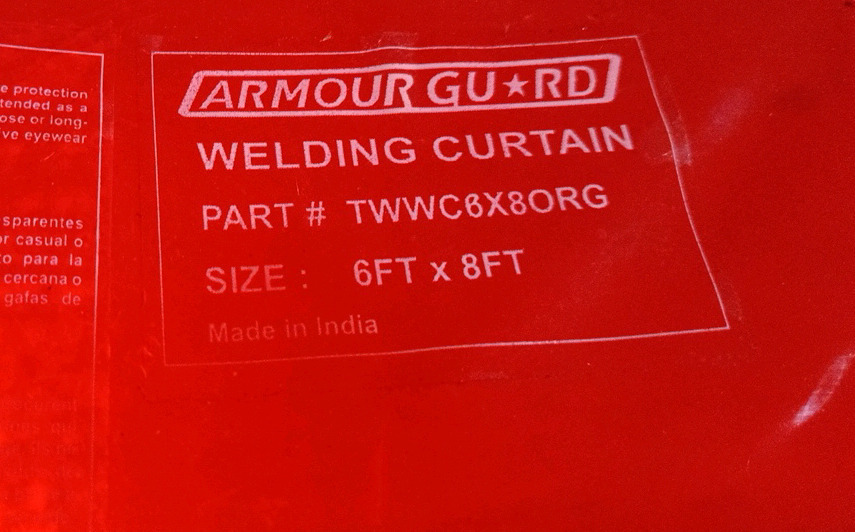 e protection
tended as a
ose or long-
ve eyewear
sparentes
or casual o
to para la
cercana o
gafas de
ARMOUR GU★RD
WELDING CURTAIN
PART # TWWC6X8ORG
SIZE : 6FT x 8FT
Made in India